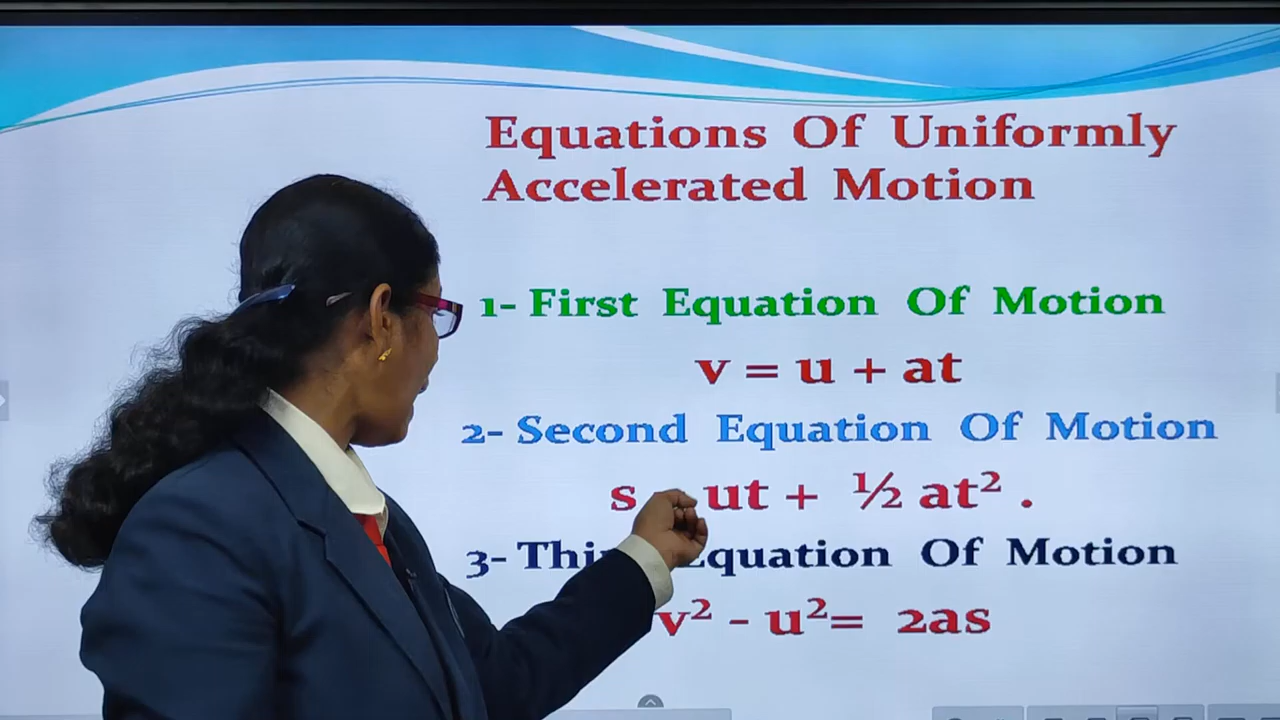 Equations Of Uniformly
Accelerated Motion
1- First Equation Of Motion
v = u + at
2- Second Equation Of Motion
s ut + ½ at² .
3- Equation Of Motion
v² - u²= 2as